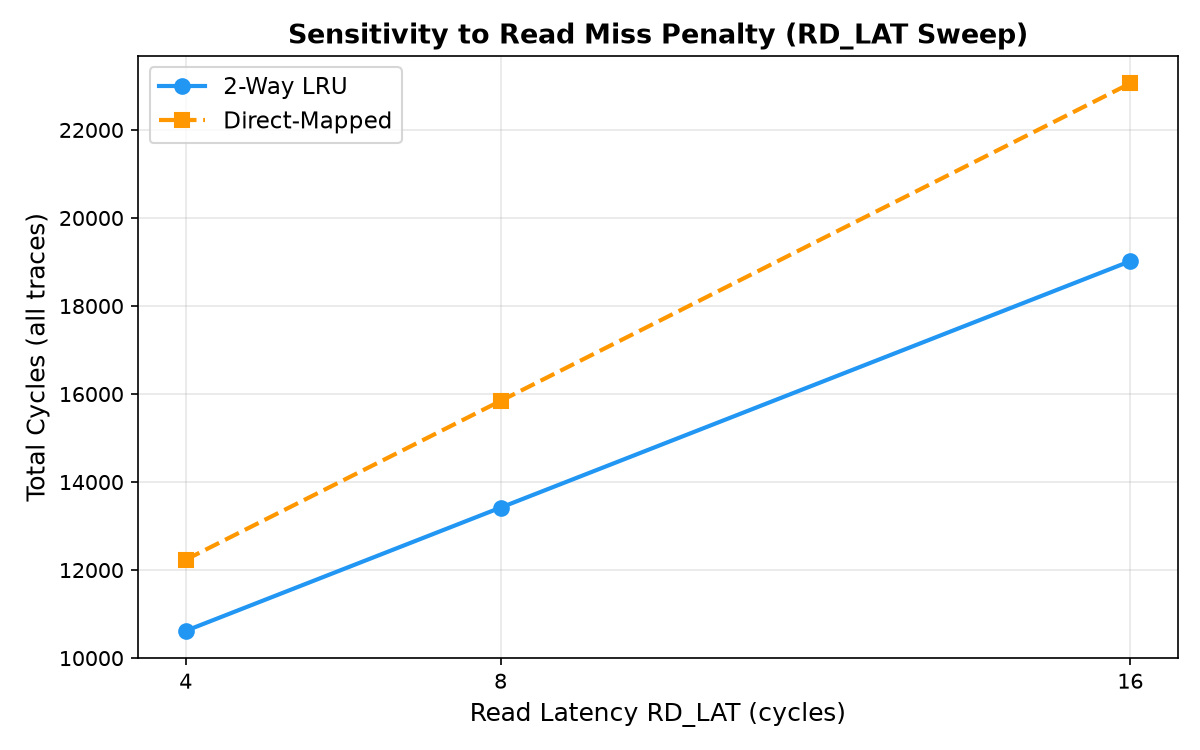 Sensitivity to Read Miss Penalty (RD_LAT Sweep)
2-Way LRU
Direct-Mapped
Total Cycles (all traces)
22000
20000
18000
16000
14000
12000
10000
4 8 16
Read Latency RD_LAT (cycles)